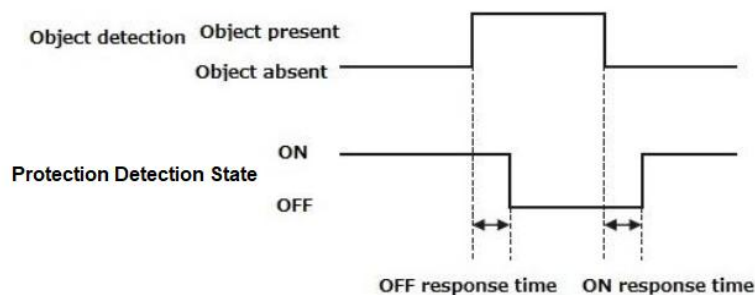 Object detection
Object present
Object absent
Protection Detection State
ON
OFF
OFF response time
ON response time